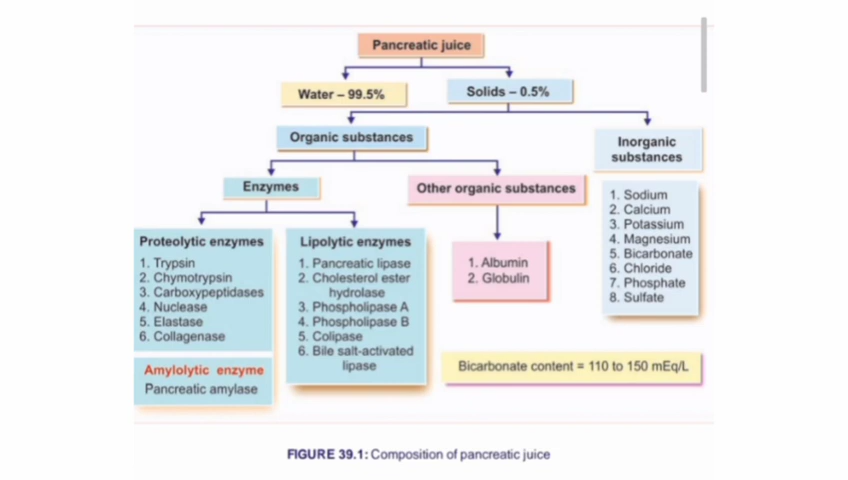 Pancreatic juice
Water – 99.5%
Solids – 0.5%
Organic substances
Inorganic
substances
Enzymes
Other organic substances
1. Sodium
2. Calcium
3. Potassium
4. Magnesium
5. Bicarbonate
6. Chloride
7. Phosphate
8. Sulfate
Proteolytic enzymes
1. Trypsin
2. Chymotrypsin
3. Carboxypeptidases
4. Nuclease
5. Elastase
6. Collagenase
Lipolytic enzymes
1. Pancreatic lipase
2. Cholesterol ester
hydrolase
3. Phospholipase A
4. Phospholipase B
5. Colipase
6. Bile salt-activated
lipase
1. Albumin
2. Globulin
Amylolytic enzyme
Pancreatic amylase
Bicarbonate content = 110 to 150 mEq/L
FIGURE 39.1: Composition of pancreatic juice